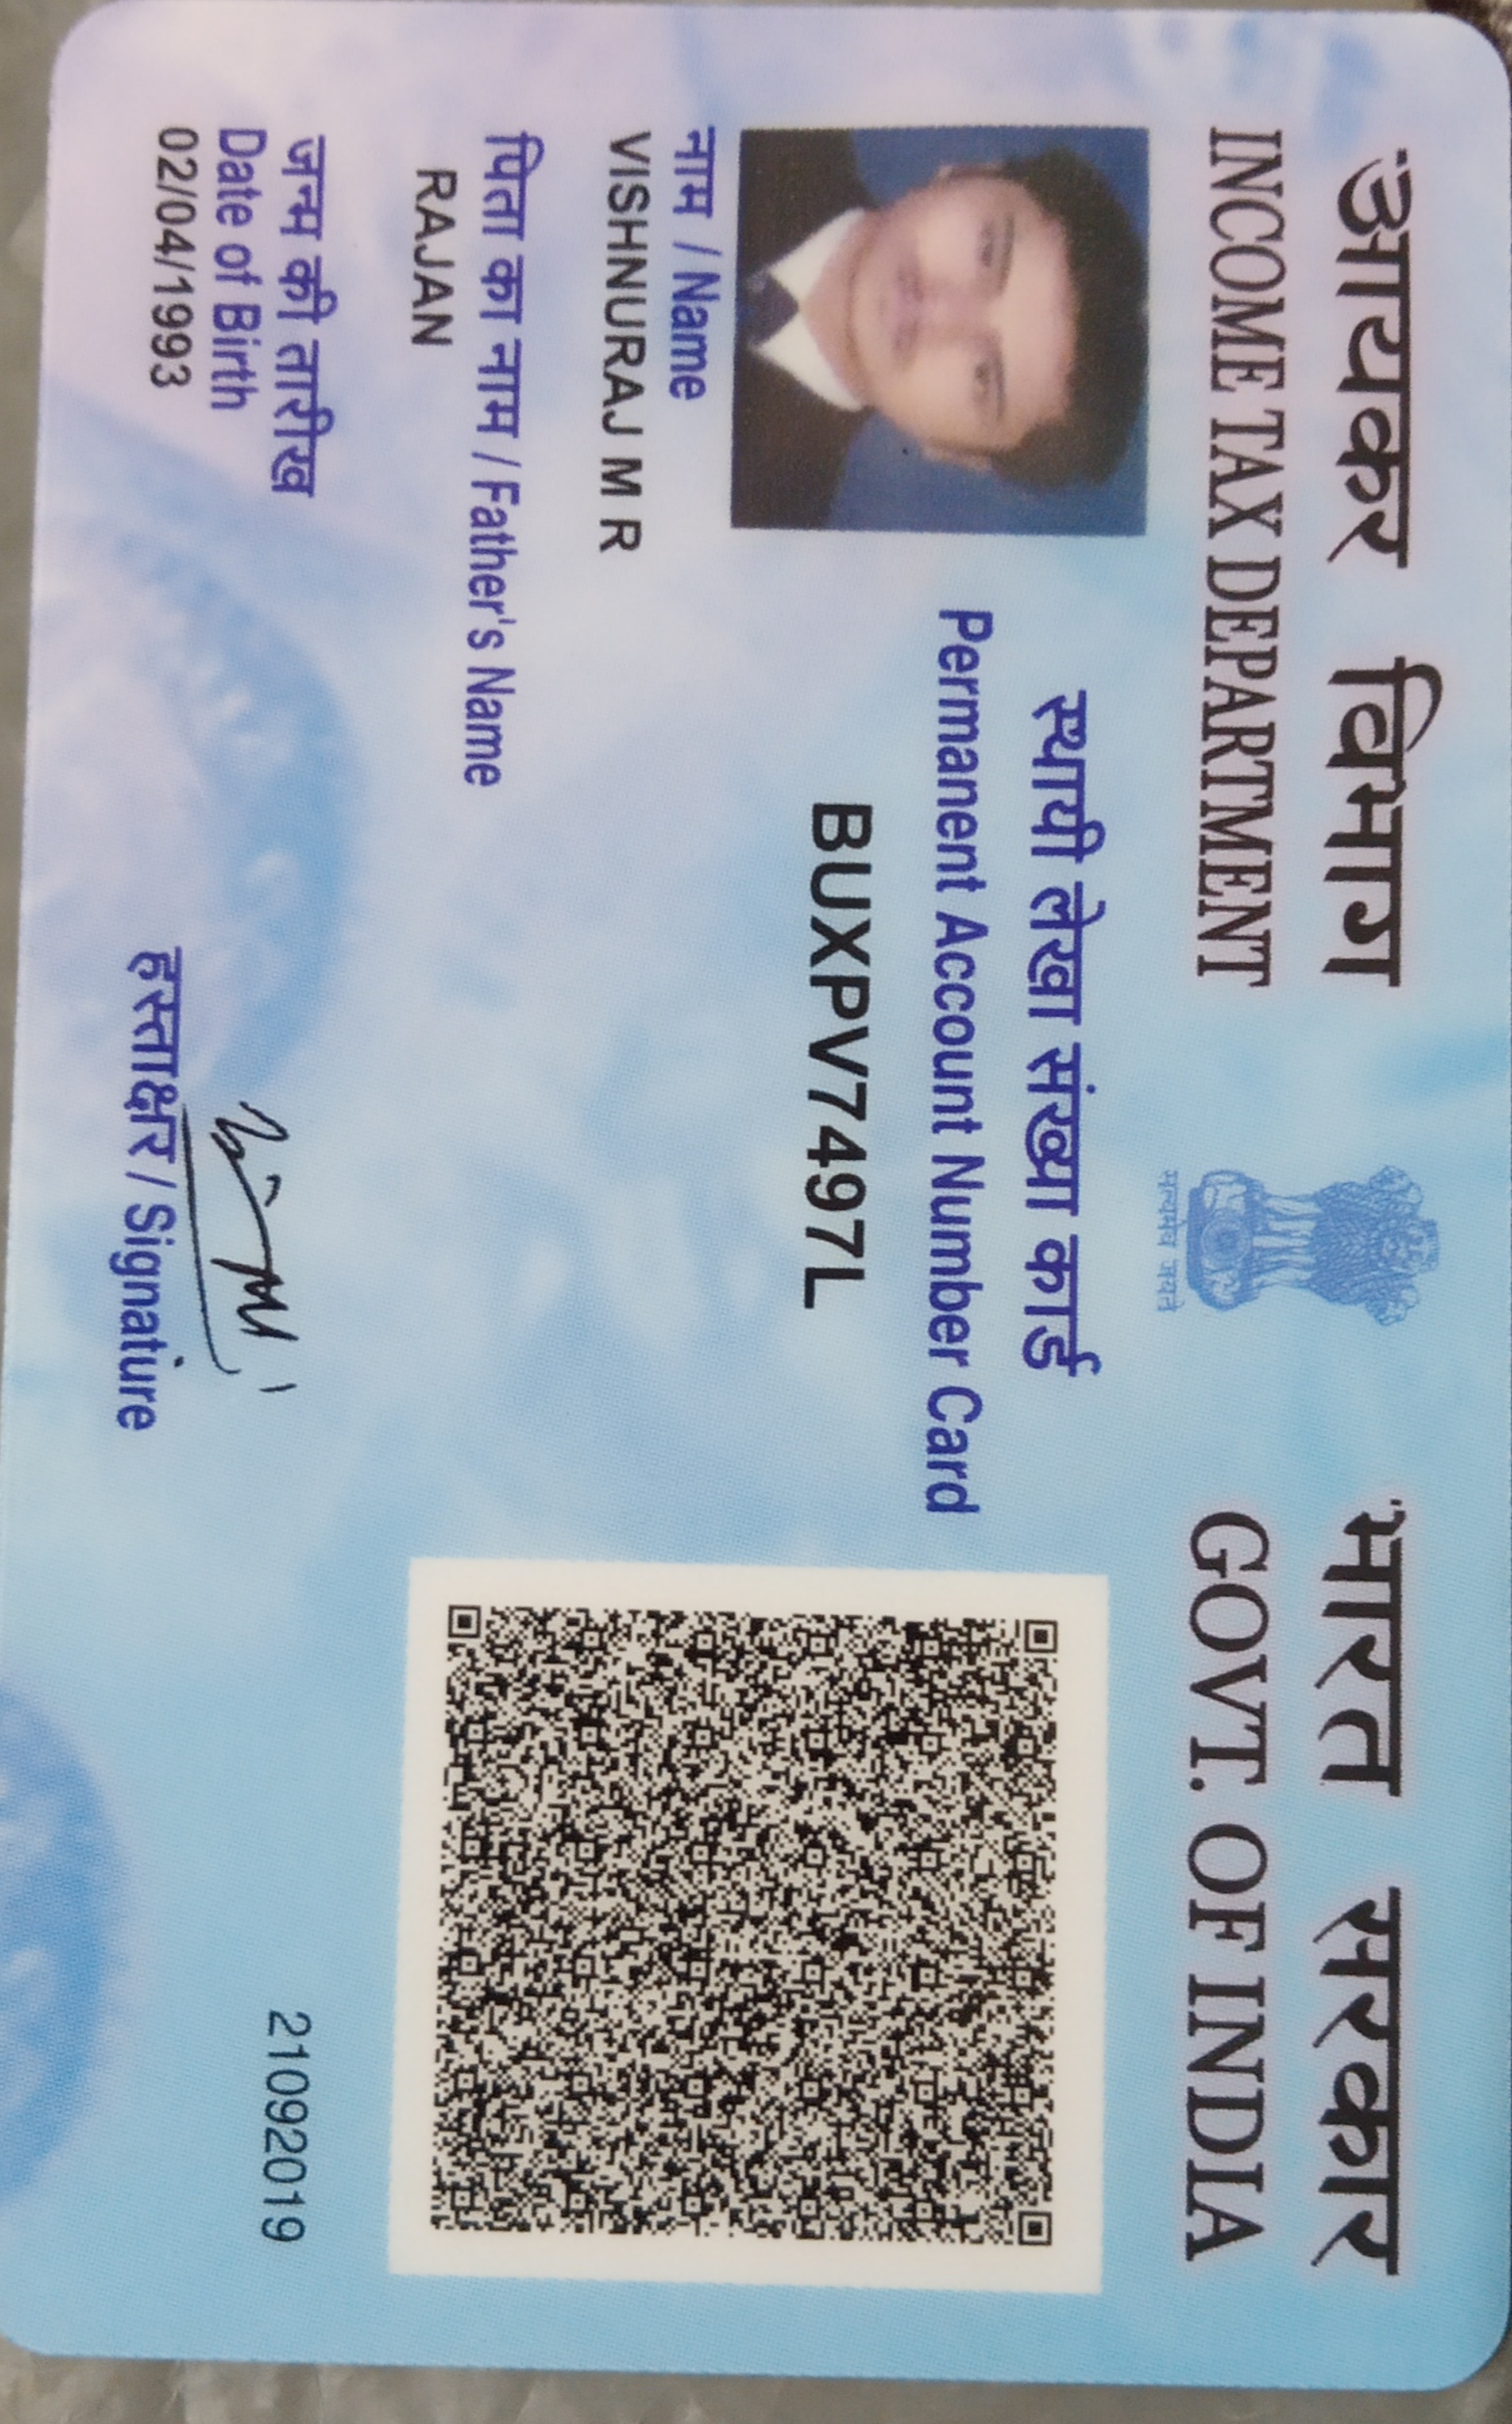 आयकर विभाग
INCOME TAX DEPARTMENT
सत्यमेव जयते
भारत सरकार
GOVT. OF INDIA
स्थायी लेखा संख्या कार्ड
Permanent Account Number Card
BUXPV7497L
नाम / Name
VISHNURAJ M R
पिता का नाम / Father's Name
RAJAN
जन्म की तारीख
Date of Birth
02/04/1993
हस्ताक्षर / Signature
21092019